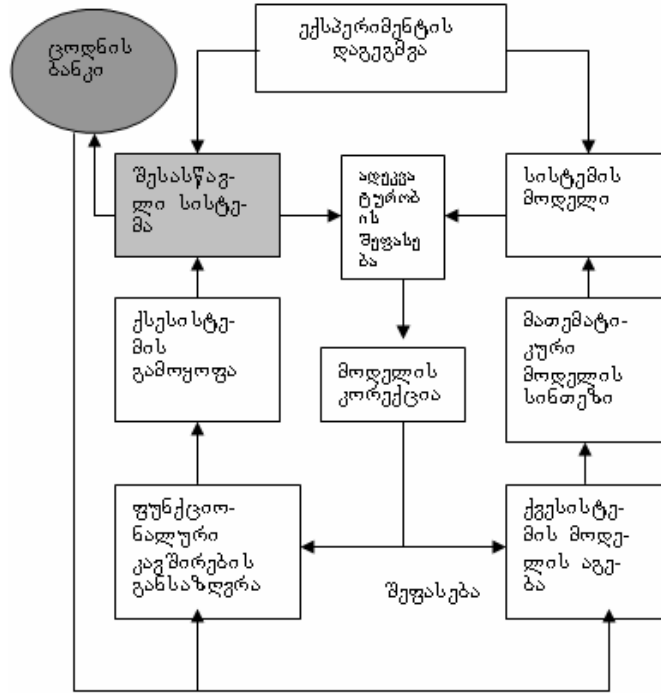 ცოდნის
ბანკი
ექსპერიმენტის
დაგეგმვა
შესასწავ-
ლი სისტე-
მა
ადეკვა
ტურობ
ის
შეფასე
ბა
სისტემის
მოდელი
ქსესისტე-
მის
გამოყოფა
მოდელის
კორექცია
მათემატი-
კური
მოდელის
სინთეზი
ფუნქციო-
ნალური
კავშირების
განსაზღვრა
შეფასება
ქვესისტე-
მის მოდე-
ლის აგე-
ბა